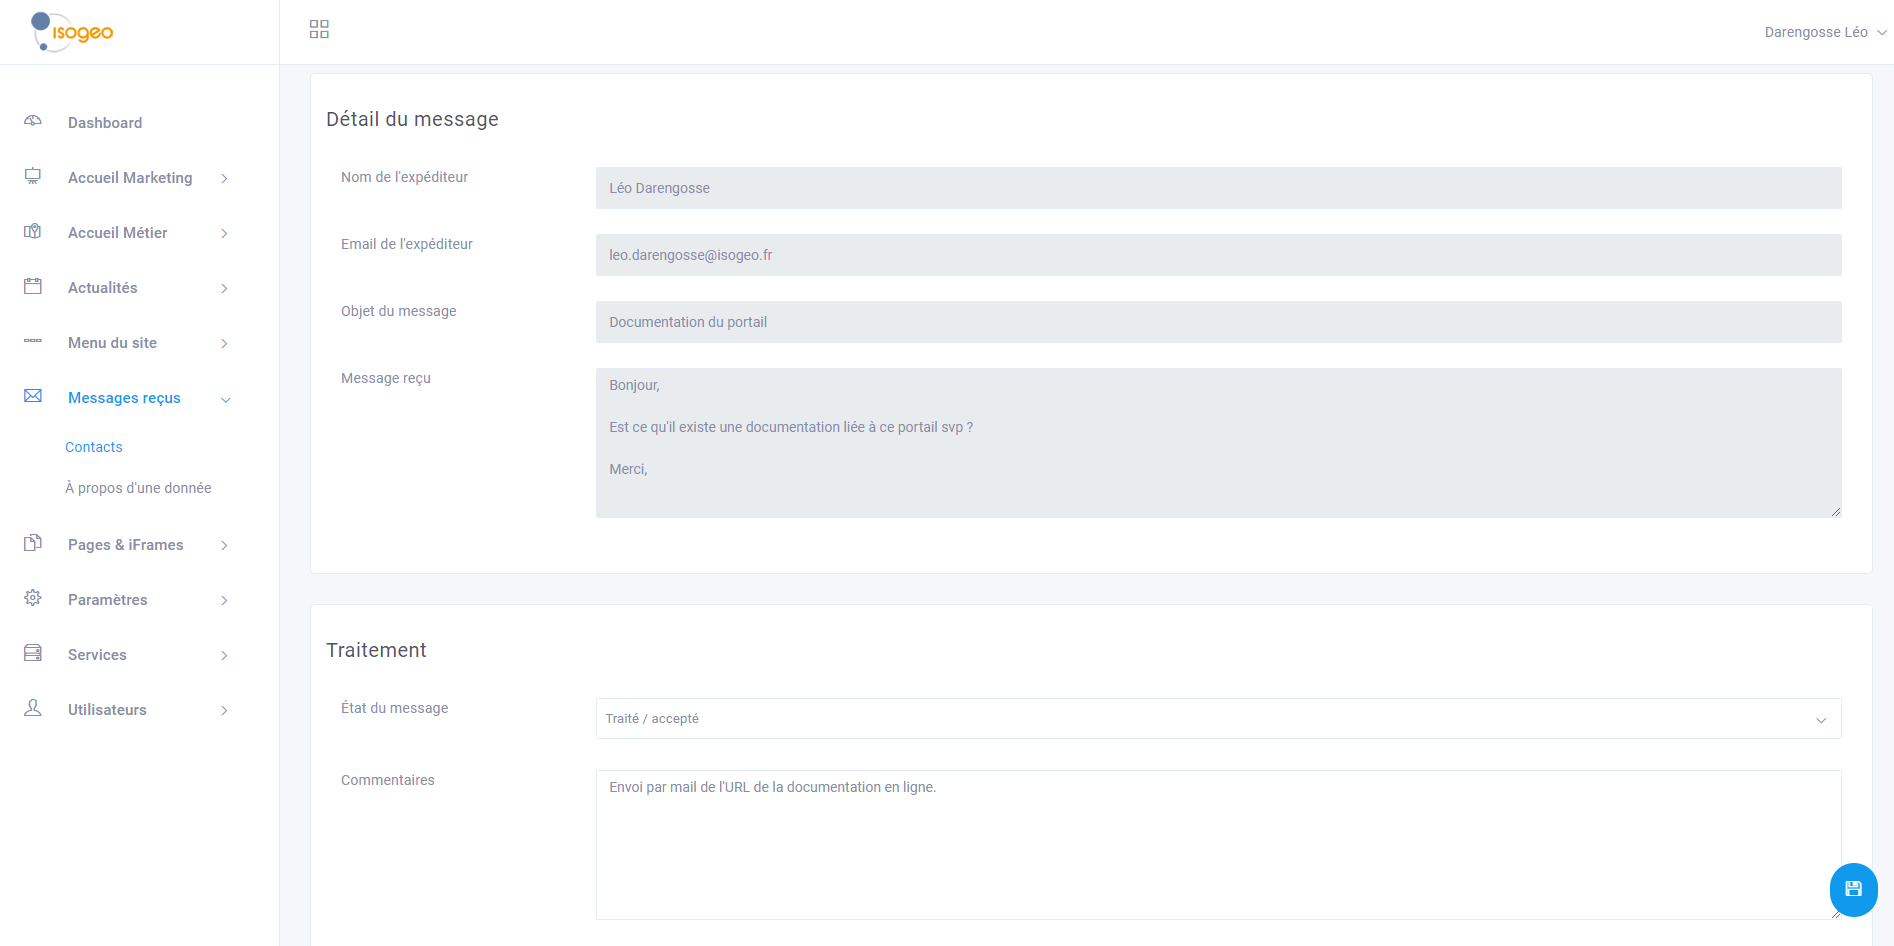 isogeo
Darengosse Léo
Dashboard
Accueil Marketing
Accueil Métier
Actualités
Menu du site
Messages reçus
Contacts
À propos d'une donnée
Pages & iFrames
Paramètres
Services
Utilisateurs
Détail du message
Nom de l'expéditeur
Léo Darengosse
Email de l'expéditeur
leo.darengosse@isogeo.fr
Objet du message
Documentation du portail
Message reçu
Bonjour,
Est ce qu'il existe une documentation liée à ce portail svp ?
Merci,
Traitement
État du message
Traité / accepté
Commentaires
Envoi par mail de l'URL de la documentation en ligne.